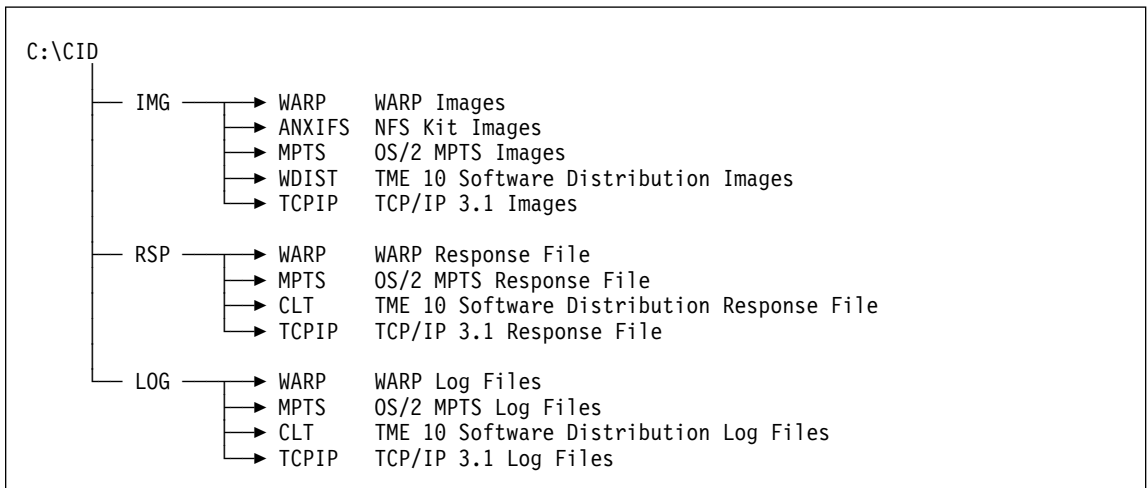 C:\CID
IMG WARP WARP Images
ANXIFS NFS Kit Images
MPTS OS/2 MPTS Images
WDIST TME 10 Software Distribution Images
TCPIP TCP/IP 3.1 Images
RSP WARP WARP Response File
MPTS OS/2 MPTS Response File
CLT TME 10 Software Distribution Response File
TCPIP TCP/IP 3.1 Response File
LOG WARP WARP Log Files
MPTS OS/2 MPTS Log Files
CLT TME 10 Software Distribution Log Files
TCPIP TCP/IP 3.1 Log Files